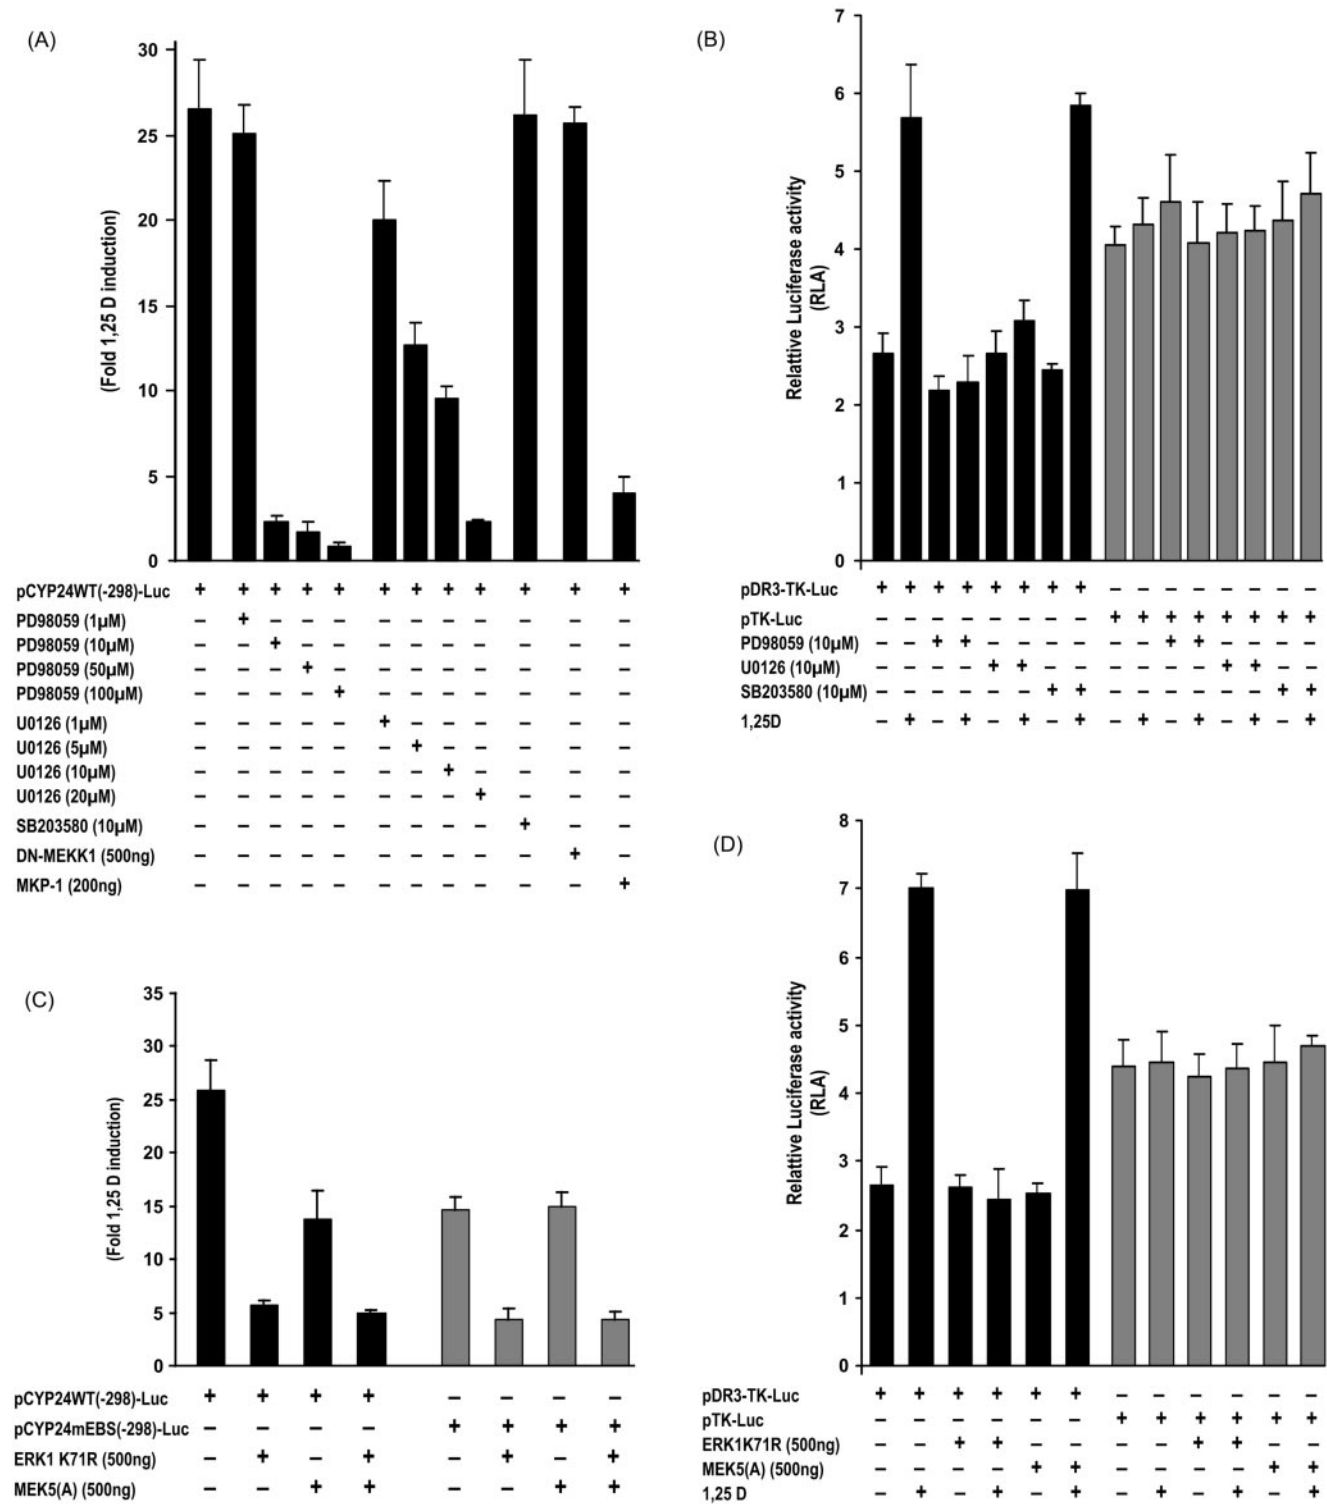 (A)
30
25
20
15
10
5
0
(Fold 1,25 D induction)
pCYP24WT(-298)-Luc + + + + + + + + + + + +
PD98059 (1µM) – + – – – – – – – – – –
PD98059 (10µM) – – + – – – – – – – – –
PD98059 (50µM) – – – + – – – – – – – –
PD98059 (100µM) – – – – + – – – – – – –
U0126 (1µM) – – – – – + – – – – – –
U0126 (5µM) – – – – – – + – – – – –
U0126 (10µM) – – – – – – – + – – – –
U0126 (20µM) – – – – – – – – + – – –
SB203580 (10µM) – – – – – – – – – + – –
DN-MEKK1 (500ng) – – – – – – – – – – + –
MKP-1 (200ng) – – – – – – – – – – – +
(B)
7
6
5
4
3
2
1
0
Relattive Luciferase activity
(RLA)
pDR3-TK-Luc + + + + + + + + – – – – – – – –
pTK-Luc – – – – – – – – + + + + + + + +
PD98059 (10µM) – – + + – – – – – – + + – – – –
U0126 (10µM) – – – – + + – – – – – – + + – –
SB203580 (10µM) – – – – – – + + – – – – – – + +
1,25D – + – + – + – + – + – + – + – +
(C)
35
30
25
20
15
10
5
0
(Fold 1,25 D induction)
pCYP24WT(-298)-Luc + + + + – – – –
pCYP24mEBS(-298)-Luc – – – – + + + +
ERK1 K71R (500ng) – + – + – + – +
MEK5(A) (500ng) – – + + – – + +
(D)
8
7
6
5
4
3
2
1
0
Relattive Luciferase activity
(RLA)
pDR3-TK-Luc + + + + + + – – – – – –
pTK-Luc – – – – – – + + + + + +
ERK1K71R (500ng) – – + + – – – – + + – –
MEK5(A) (500ng) – – – – + + – – – – + +
1,25 D – + – + – + – + – + – +